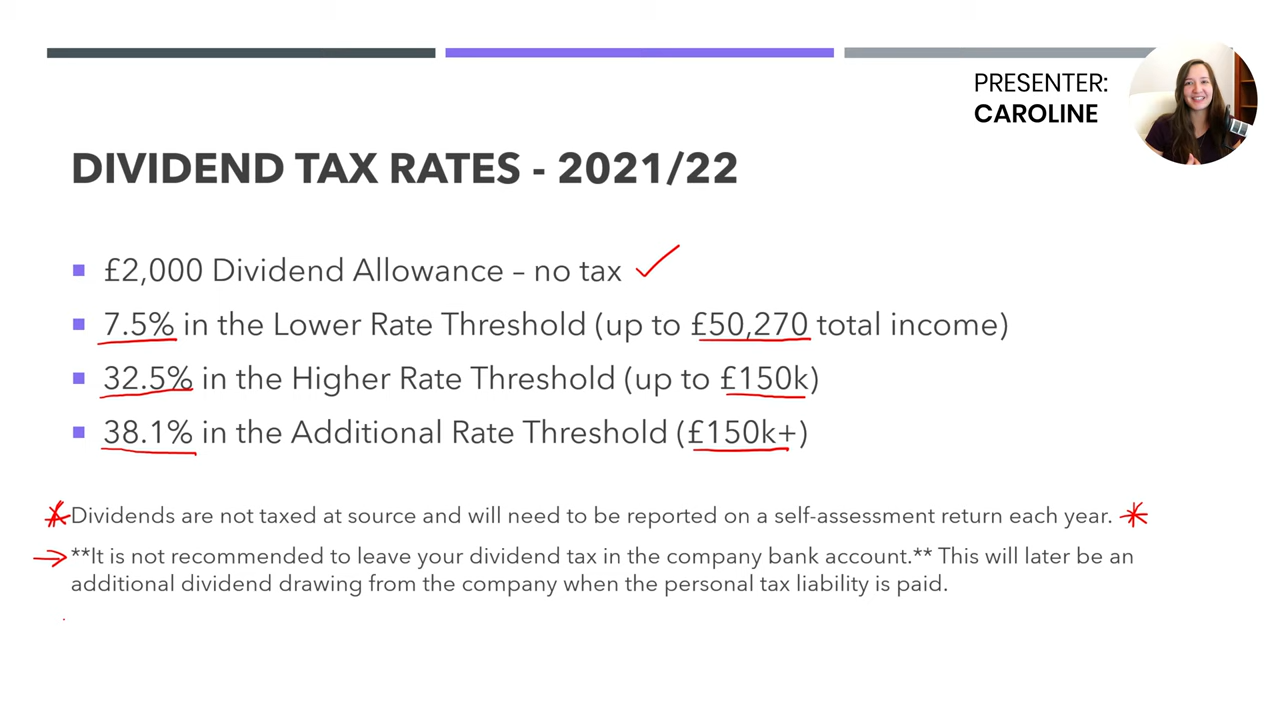 PRESENTER:
CAROLINE
DIVIDEND TAX RATES - 2021/22
£2,000 Dividend Allowance – no tax
7.5% in the Lower Rate Threshold (up to £50,270 total income)
32.5% in the Higher Rate Threshold (up to £150k)
38.1% in the Additional Rate Threshold (£150k+)
Dividends are not taxed at source and will need to be reported on a self-assessment return each year.
**It is not recommended to leave your dividend tax in the company bank account.** This will later be an
additional dividend drawing from the company when the personal tax liability is paid.